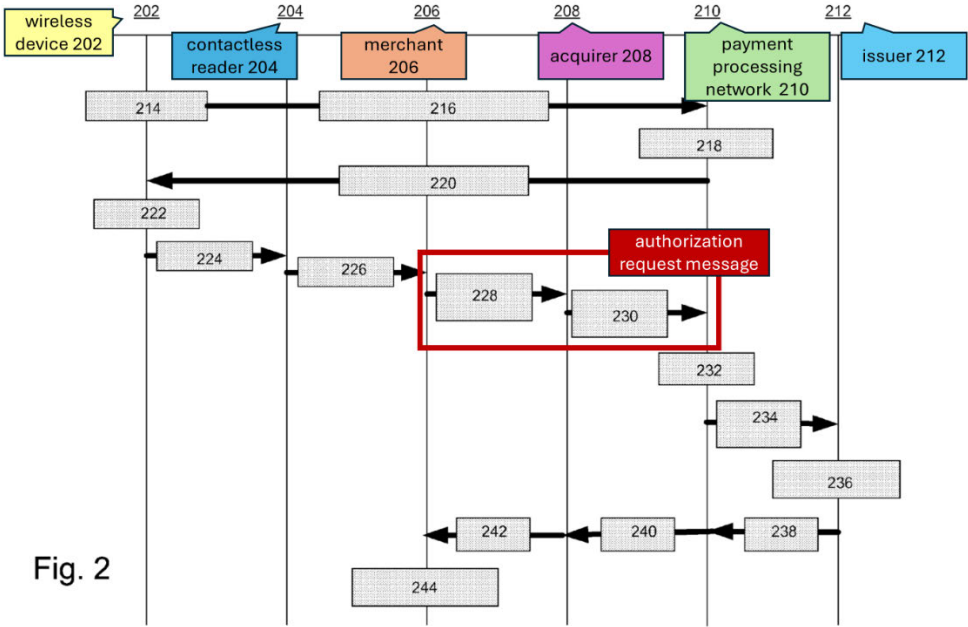 202 204 206 208 210 212
wireless
device 202
contactless
reader 204
merchant
206
acquirer 208
payment
processing
network 210
issuer 212
214 216
218
220
222
224
226
authorization
request message
228
230
232
234
236
242 240 238
244
Fig. 2